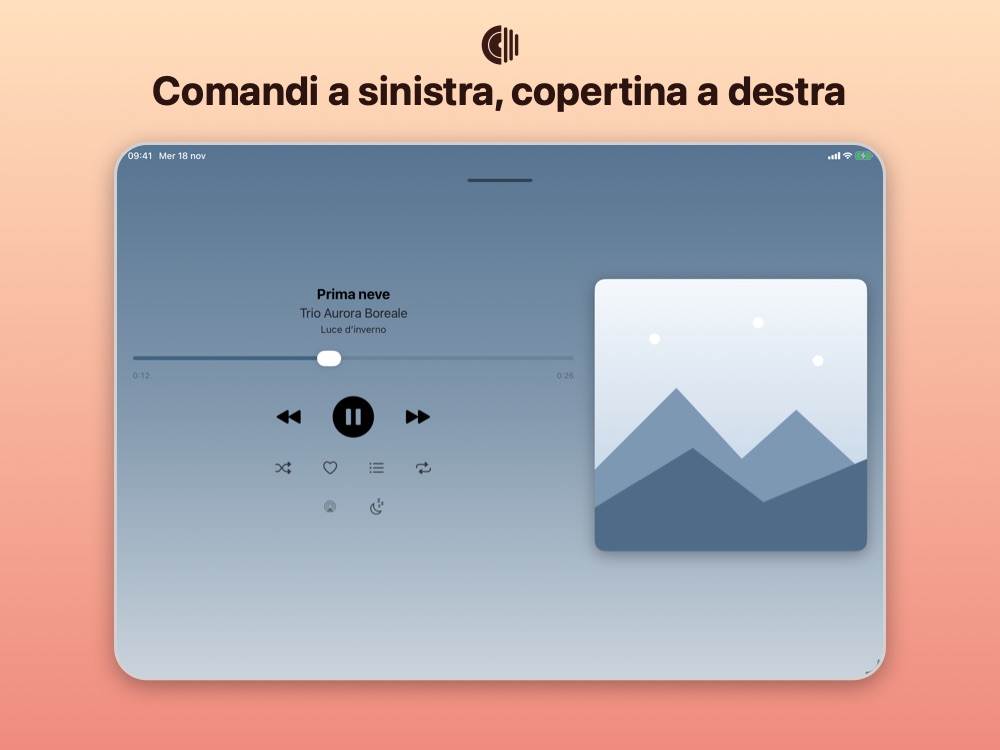 Comandi a sinistra, copertina a destra
09:41 Mer 18 nov
Prima neve
Trio Aurora Boreale
Luce d'inverno
0:12 0:26